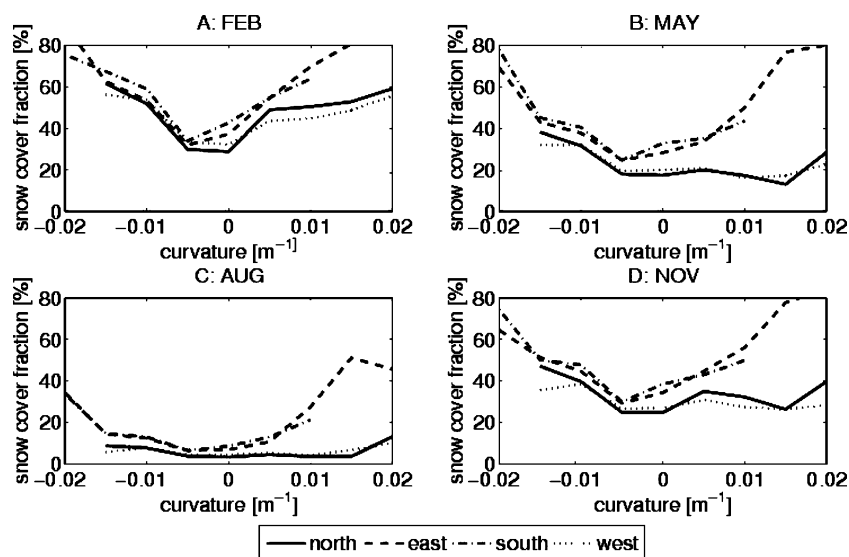 A: FEB
snow cover fraction [%]
80
60
40
20
0
−0.02 −0.01 0 0.01 0.02
curvature [m⁻¹]
B: MAY
snow cover fraction [%]
80
60
40
20
0
−0.02 −0.01 0 0.01 0.02
curvature [m⁻¹]
C: AUG
snow cover fraction [%]
80
60
40
20
0
−0.02 −0.01 0 0.01 0.02
curvature [m⁻¹]
D: NOV
snow cover fraction [%]
80
60
40
20
0
−0.02 −0.01 0 0.01 0.02
curvature [m⁻¹]
north east south west